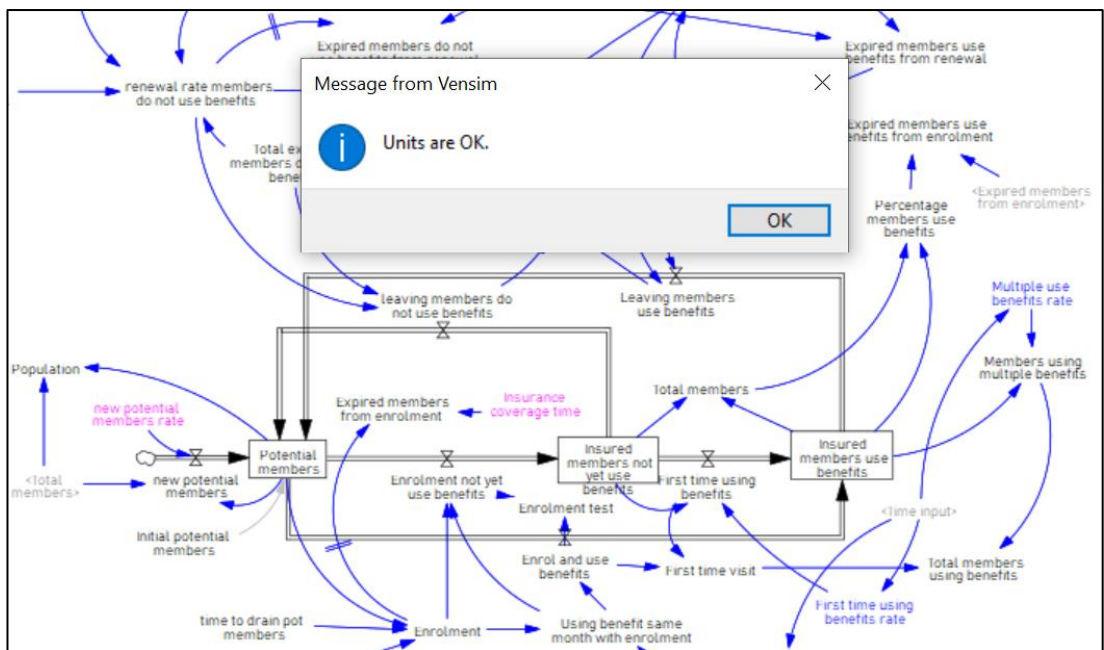 Expired members do not
use benefits from renewal
Expired members use
benefits from renewal
Message from Vensim
renewal rate members
do not use benefits
Units are OK.
OK
Total
members
Expired members use
benefits from enrolment
<Expired members
from enrolment>
Percentage
members use
benefits
leaving members do
not use benefits
Leaving members
use benefits
Multiple use
benefits rate
Population
Members using
multiple benefits
new potential
members rate
Expired members
from enrolment
Insurance
coverage time
Total members
Potential
members
Insured
members not
yet use
benefits
Insured
members use
benefits
<Total
members>
new potential
members
Enrolment not yet
use benefits
First time using
benefits
Enrolment test
<Time input>
Initial potential
members
Enrol and use
benefits
First time visit
Total members
using benefits
time to drain pot
members
Enrolment
Using benefit same
month with enrolment
First time using
benefits rate